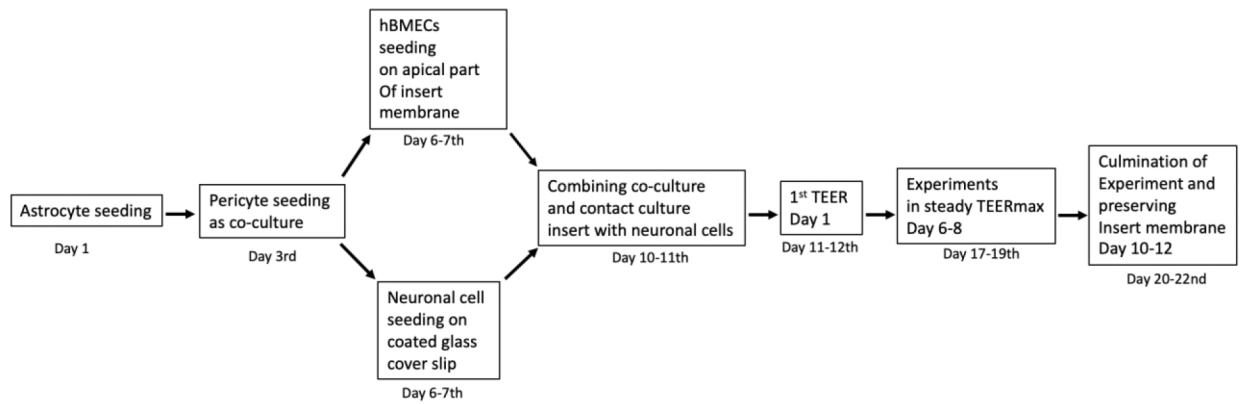 Astrocyte seeding
Day 1
Pericyte seeding
as co-culture
Day 3rd
hBMECs
seeding
on apical part
Of insert
membrane
Day 6-7th
Neuronal cell
seeding on
coated glass
cover slip
Day 6-7th
Combining co-culture
and contact culture
insert with neuronal cells
Day 10-11th
1st TEER
Day 1
Day 11-12th
Experiments
in steady TEERmax
Day 6-8
Day 17-19th
Culmination of
Experiment and
preserving
Insert membrane
Day 10-12
Day 20-22nd